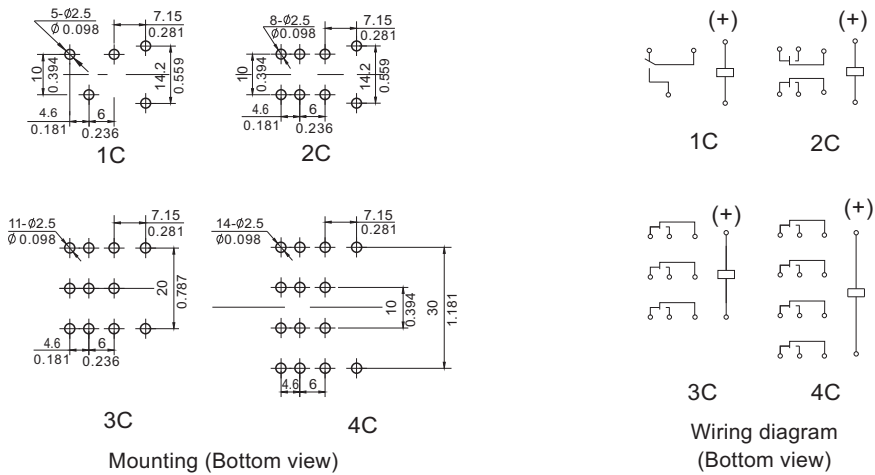 5-Ø2.5
Ø 0.098
7.15
0.281
10
0.394
14.2
0.559
4.6
0.181
6
0.236
1C
8-Ø2.5
Ø0.098
7.15
0.281
10
0.394
14.2
0.559
4.6
0.181
6
0.236
2C
(+)
1C
(+)
2C
11-Ø2.5
Ø 0.098
7.15
0.281
20
0.787
4.6
0.181
6
0.236
3C
14-Ø2.5
Ø0.098
7.15
0.281
10
0.394
30
1.181
4.6
6
4C
Mounting (Bottom view)
(+)
3C
(+)
4C
Wiring diagram
(Bottom view)